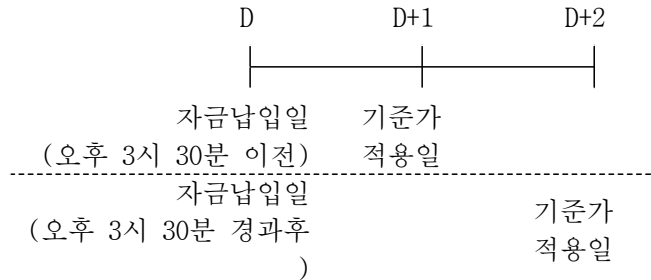 D D+1 D+2
자금납입일 기준가
(오후 3시 30분 이전) 적용일
자금납입일
(오후 3시 30분 경과후
)
기준가
적용일